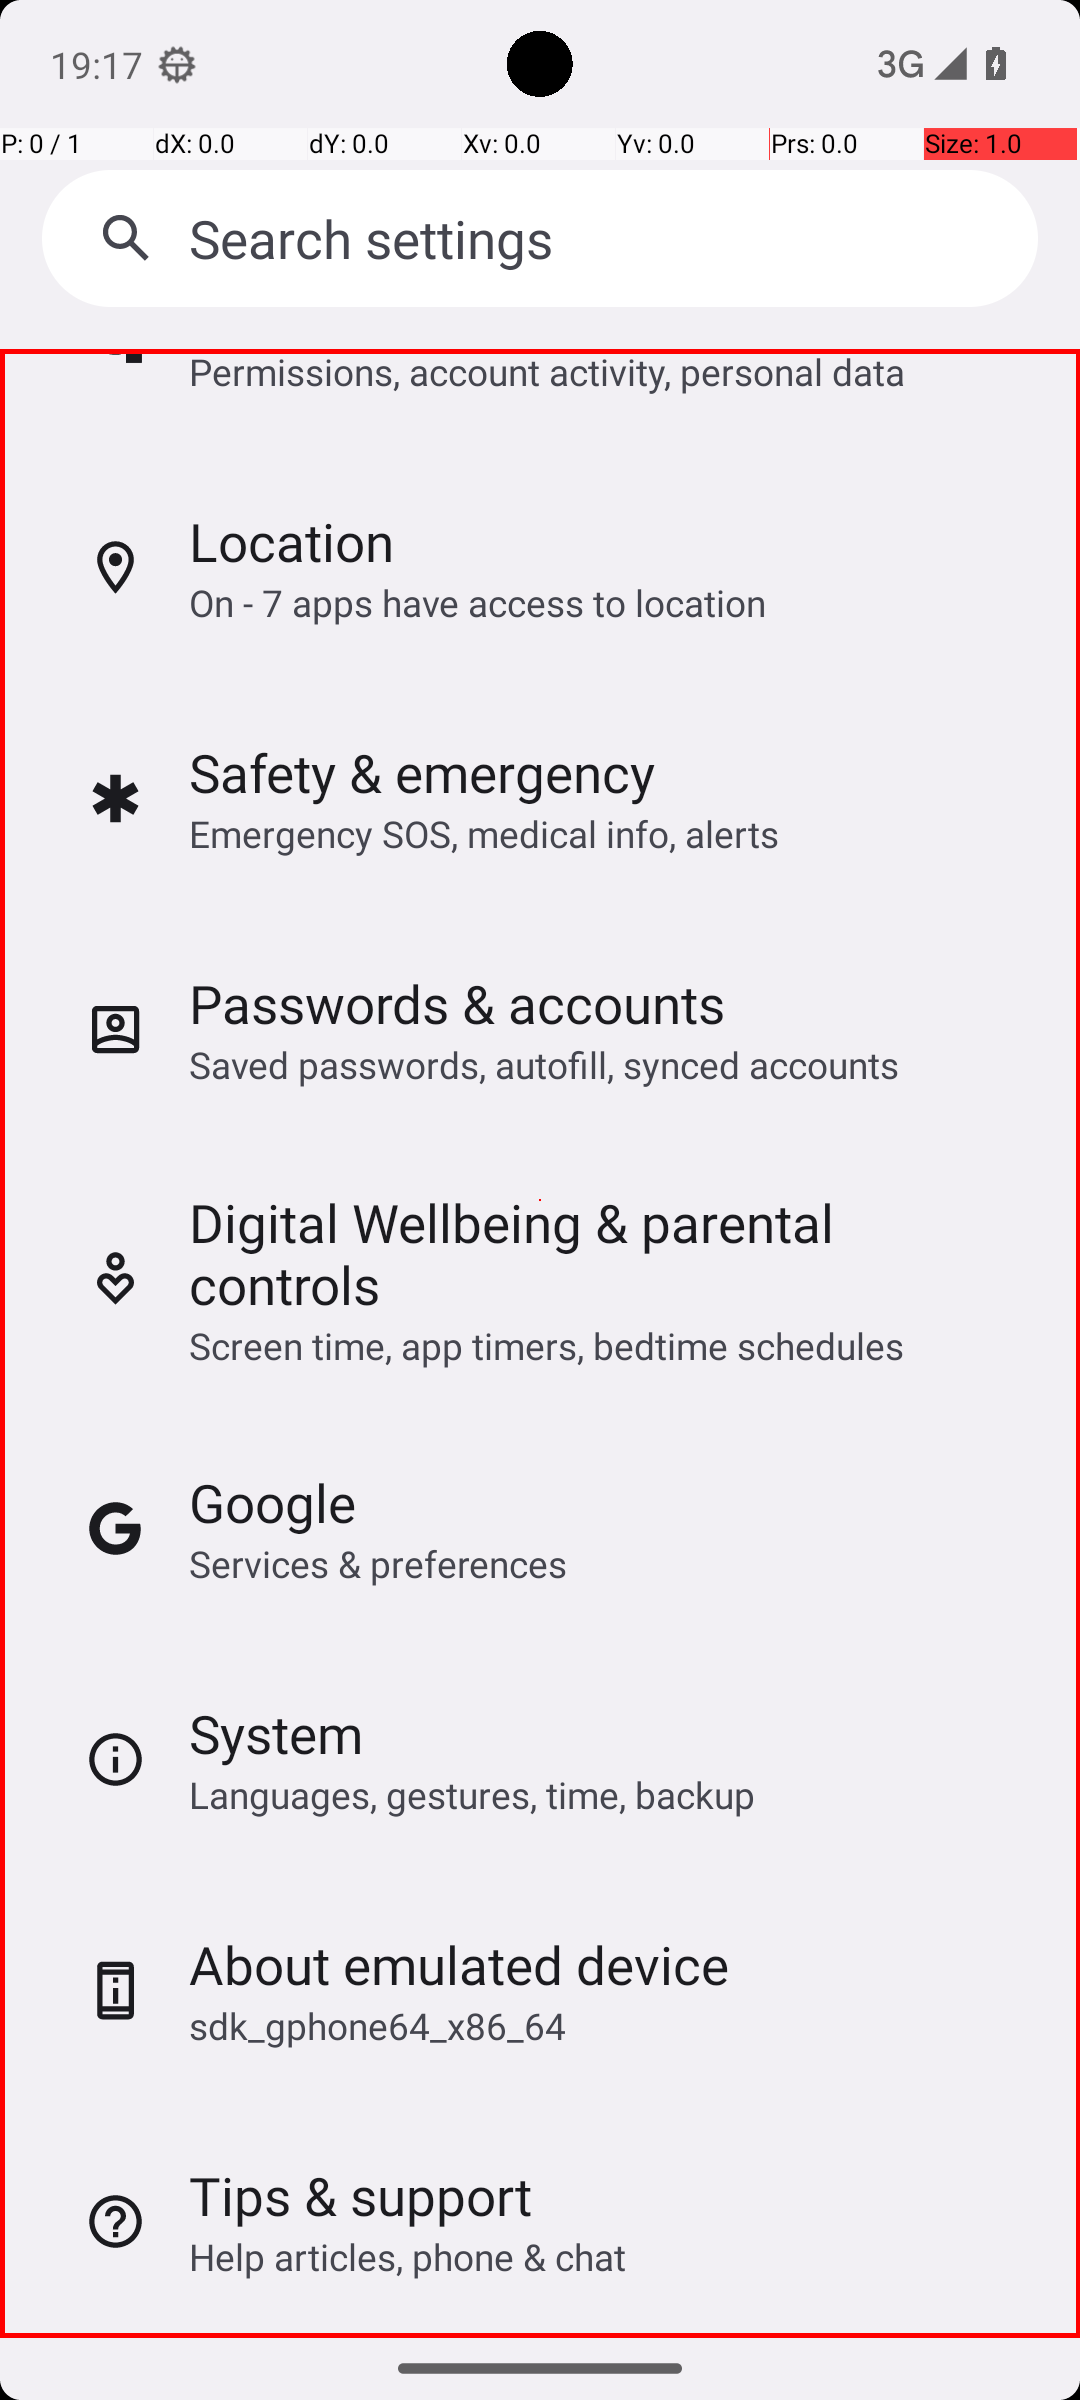 19:17
3G
P: 0 / 1 dX: 0.0 dY: 0.0 Xv: 0.0 Yv: 0.0 Prs: 0.0 Size: 1.0
Search settings
Permissions, account activity, personal data
Location
On - 7 apps have access to location
Safety & emergency
Emergency SOS, medical info, alerts
Passwords & accounts
Saved passwords, autofill, synced accounts
Digital Wellbeing & parental
controls
Screen time, app timers, bedtime schedules
Google
Services & preferences
System
Languages, gestures, time, backup
About emulated device
sdk_gphone64_x86_64
Tips & support
Help articles, phone & chat